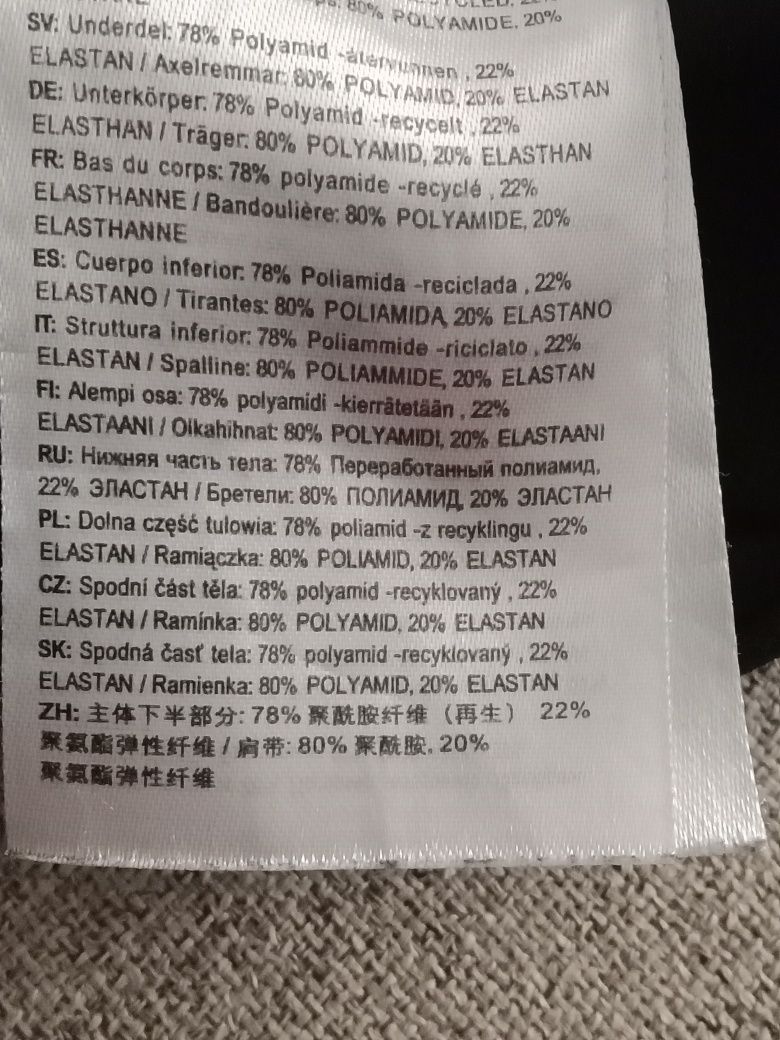 80% POLYAMIDE, 20%
SV: Underdel: 78% Polyamid -återvunnen , 22%
ELASTAN / Axelremmar: 80% POLYAMID, 20% ELASTAN
DE: Unterkörper: 78% Polyamid -recycelt , 22%
ELASTHAN / Träger: 80% POLYAMID, 20% ELASTHAN
FR: Bas du corps: 78% polyamide -recyclé , 22%
ELASTHANNE / Bandoulière: 80% POLYAMIDE, 20%
ELASTHANNE
ES: Cuerpo inferior: 78% Poliamida -reciclada , 22%
ELASTANO / Tirantes: 80% POLIAMIDA, 20% ELASTANO
IT: Struttura inferior: 78% Poliammide -riciclato , 22%
ELASTAN / Spalline: 80% POLIAMMIDE, 20% ELASTAN
FI: Alempi osa: 78% polyamidi -kierrätetään , 22%
ELASTAANI / Olkahihnat: 80% POLYAMIDI, 20% ELASTAANI
RU: Нижняя часть тела: 78% Переработанный полиамид,
22% ЭЛАСТАН / Бретели: 80% ПОЛИАМИД, 20% ЭЛАСТАН
PL: Dolna część tulowia: 78% poliamid -z recyklingu , 22%
ELASTAN / Ramiączka: 80% POLIAMID, 20% ELASTAN
CZ: Spodní část těla: 78% polyamid -recyklovaný , 22%
ELASTAN / Ramínka: 80% POLYAMID, 20% ELASTAN
SK: Spodná časť tela: 78% polyamid -recyklovaný , 22%
ELASTAN / Ramienka: 80% POLYAMID, 20% ELASTAN
ZH: 主体下半部分: 78% 聚酰胺纤维（再生） 22%
聚氨酯弹性纤维 / 肩带: 80% 聚酰胺, 20%
聚氨酯弹性纤维